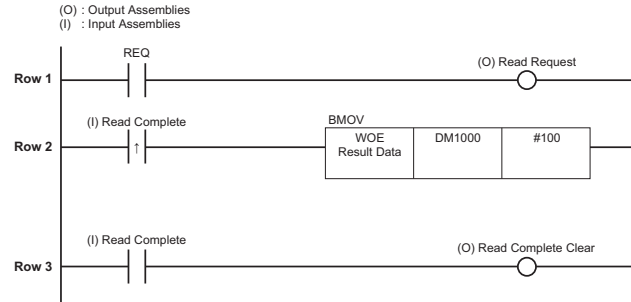 (O) : Output Assemblies
(I) : Input Assemblies
REQ
(O) Read Request
Row 1
(I) Read Complete
BMOV
Row 2
↑
WOE
Result Data
DM1000
#100
(I) Read Complete
(O) Read Complete Clear
Row 3